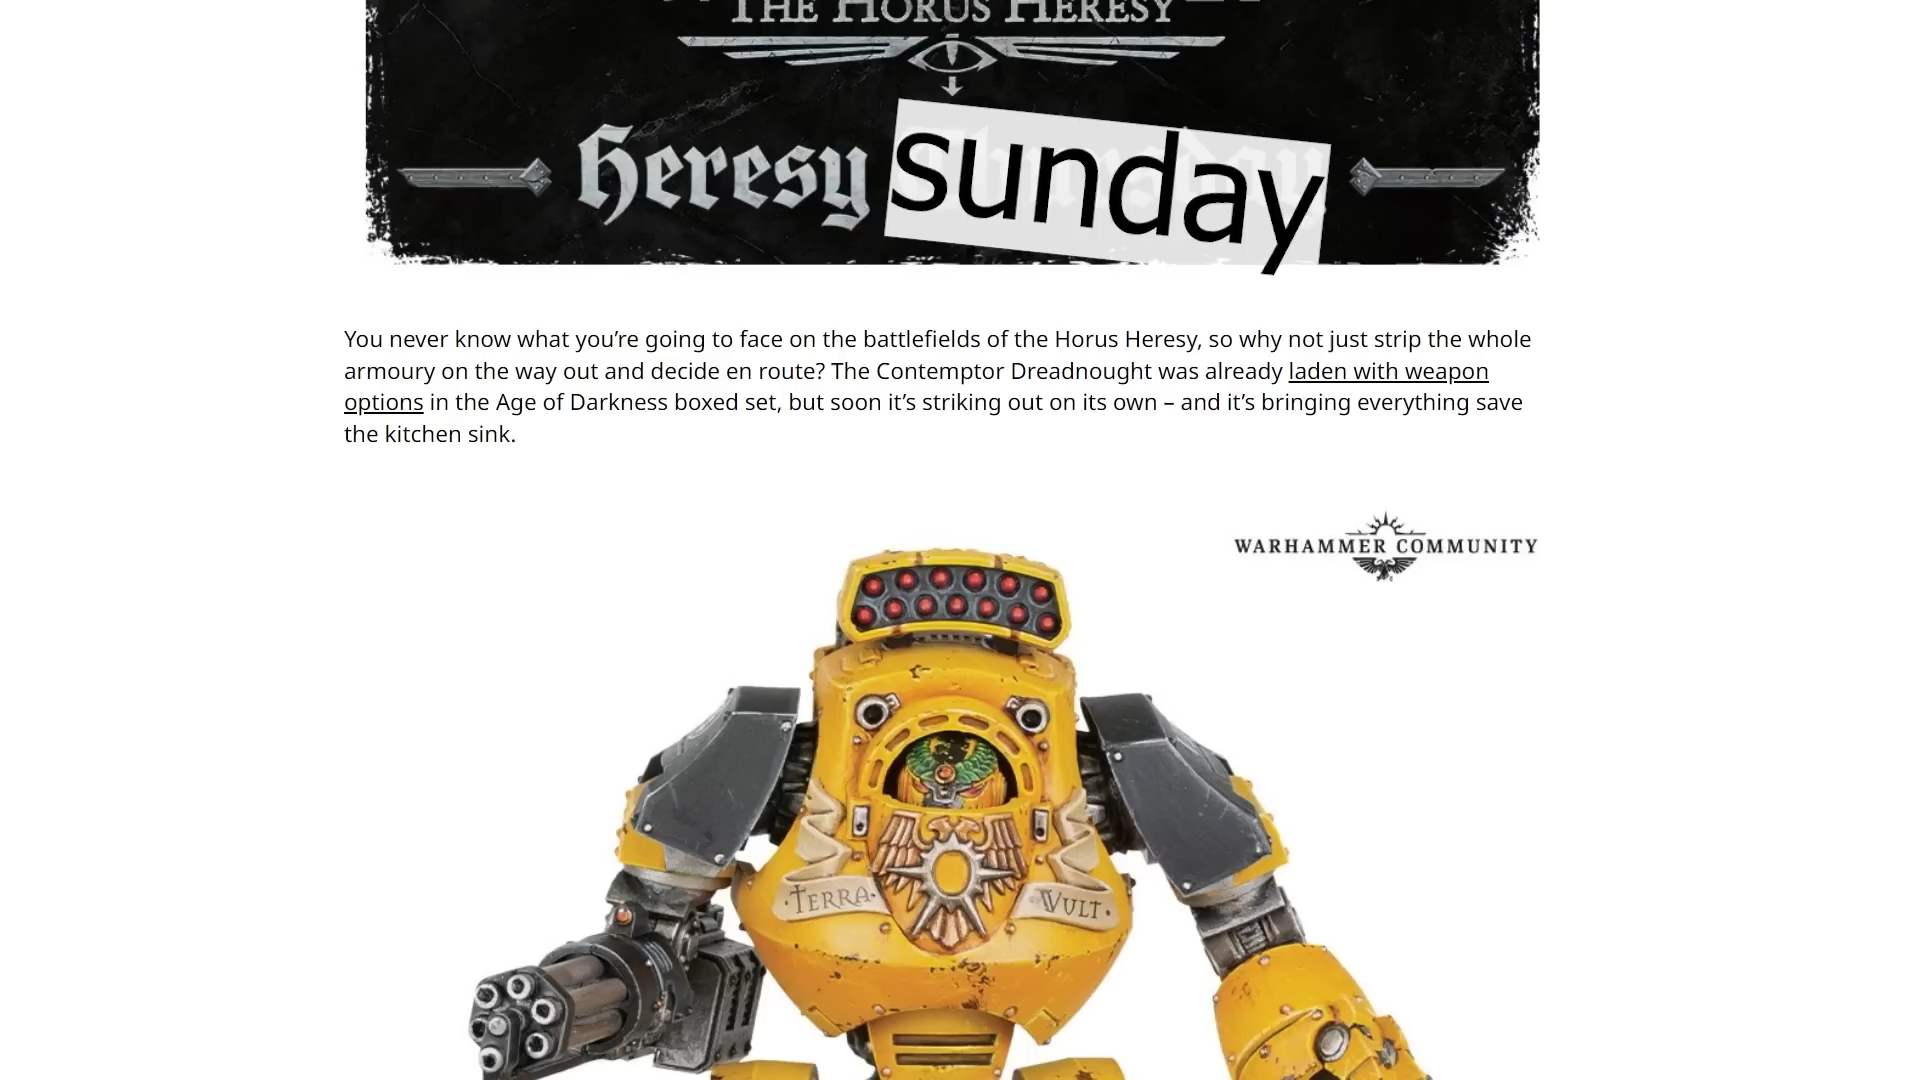 THE HORUS HERESY
Heresy sunday
You never know what you’re going to face on the battlefields of the Horus Heresy, so why not just strip the whole
armoury on the way out and decide en route? The Contemptor Dreadnought was already laden with weapon
options in the Age of Darkness boxed set, but soon it’s striking out on its own – and it’s bringing everything save
the kitchen sink.
WARHAMMER COMMUNITY
·TERRA· VULT·